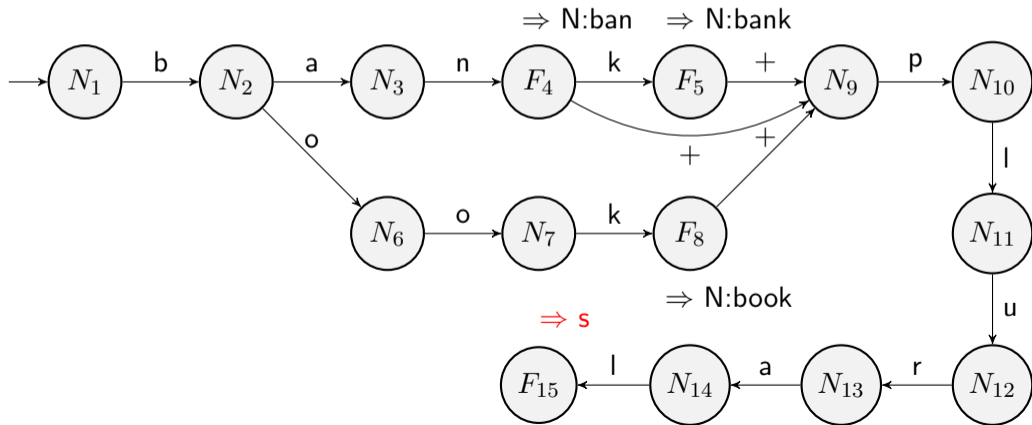 ⇒ N:ban ⇒ N:bank
N₁ b N₂ a N₃ n F₄ k F₅ + N₉ p N₁₀
o + + l
N₆ o N₇ k F₈ N₁₁
⇒ N:book u
⇒ s
F₁₅ l N₁₄ a N₁₃ r N₁₂